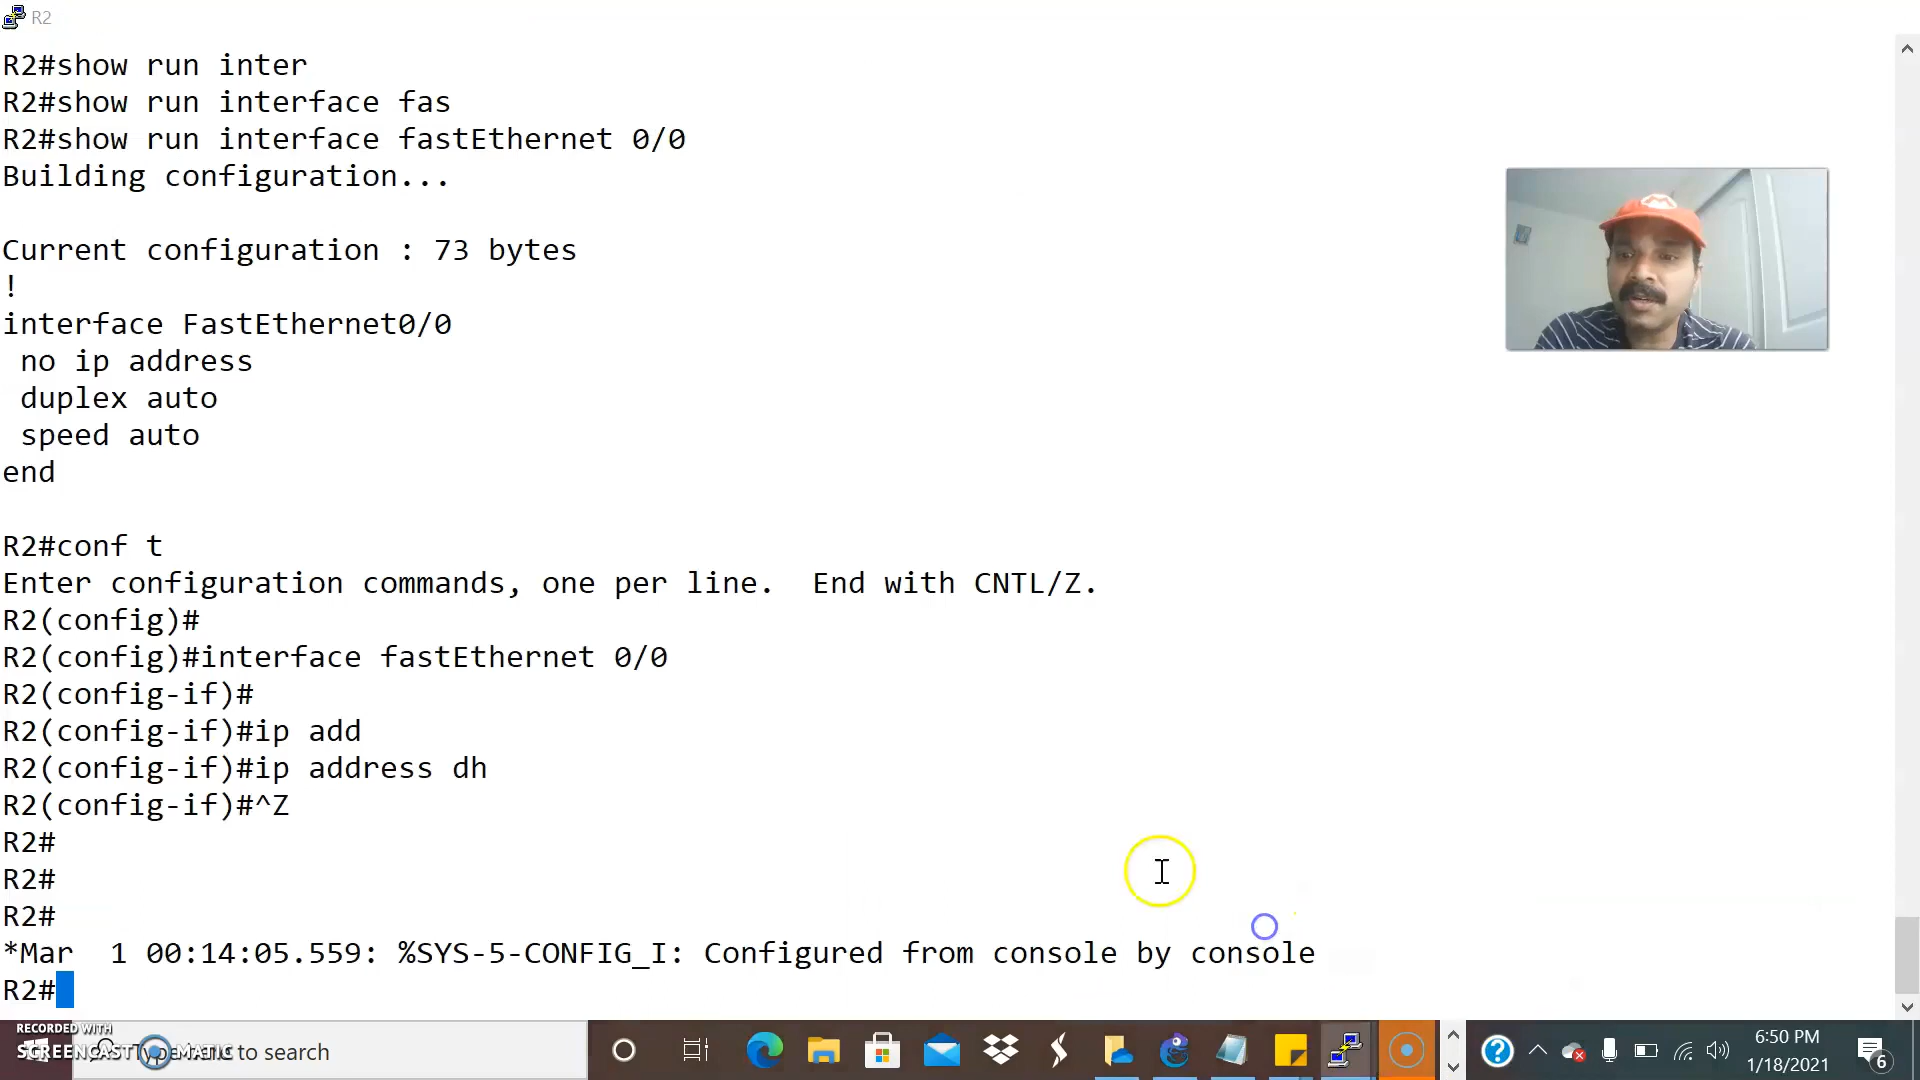 R2
R2#show run inter
R2#show run interface fas
R2#show run interface fastEthernet 0/0
Building configuration...
Current configuration : 73 bytes
!
interface FastEthernet0/0
no ip address
duplex auto
speed auto
end
R2#conf t
Enter configuration commands, one per line.  End with CNTL/Z.
R2(config)#
R2(config)#interface fastEthernet 0/0
R2(config-if)#
R2(config-if)#ip add
R2(config-if)#ip address dh
R2(config-if)#^Z
R2#
R2#
R2#
*Mar  1 00:14:05.559: %SYS-5-CONFIG_I: Configured from console by console
R2#
RECORDED WITH
SCREENCAST MATIC
to search
6:50 PM
1/18/2021
6